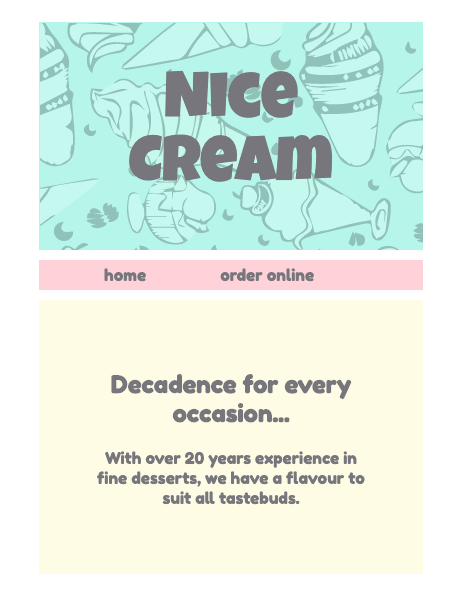 Nice
Cream
home order online
Decadence for every
occasion...
With over 20 years experience in
fine desserts, we have a flavour to
suit all tastebuds.